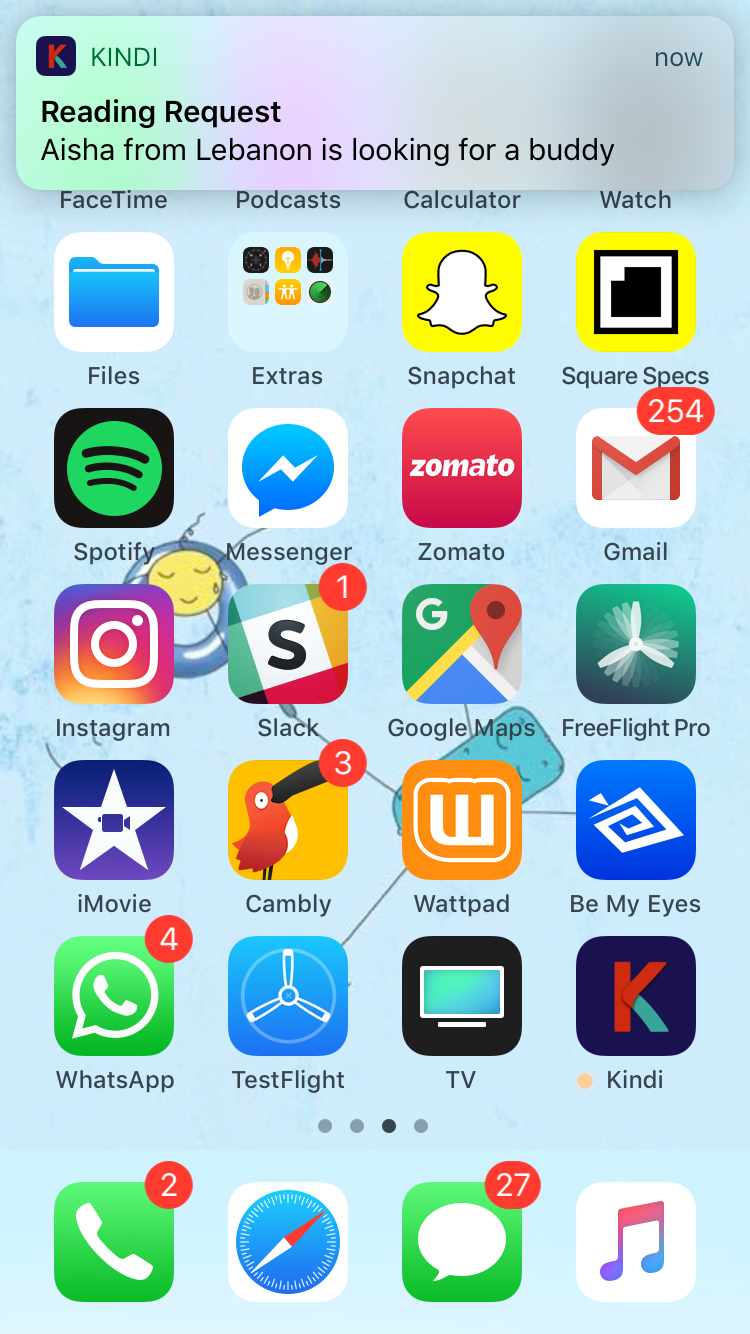 KINDI now
Reading Request
Aisha from Lebanon is looking for a buddy
FaceTime Podcasts Calculator Watch
Files Extras Snapchat Square Specs
254
zomato
Spotify Messenger Zomato Gmail
1
S
G
Instagram Slack Google Maps FreeFlight Pro
3
iMovie Cambly Wattpad Be My Eyes
4
K
WhatsApp TestFlight TV Kindi
2 27